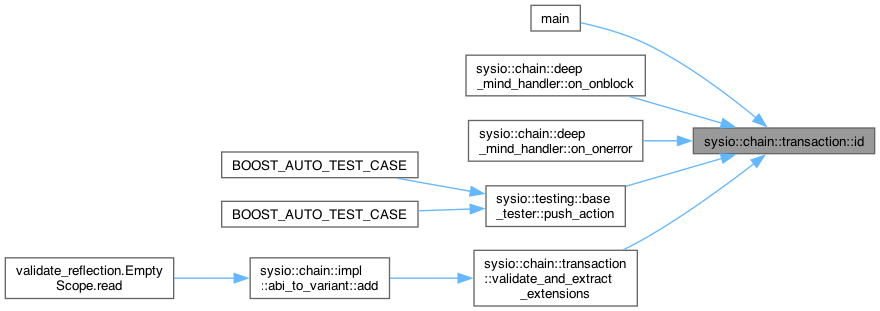 main
sysio::chain::deep
_mind_handler::on_onblock
sysio::chain::transaction::id
sysio::chain::deep
_mind_handler::on_onerror
BOOST_AUTO_TEST_CASE
sysio::testing::base
_tester::push_action
BOOST_AUTO_TEST_CASE
validate_reflection.Empty
Scope.read
sysio::chain::impl
::abi_to_variant::add
sysio::chain::transaction
::validate_and_extract
_extensions